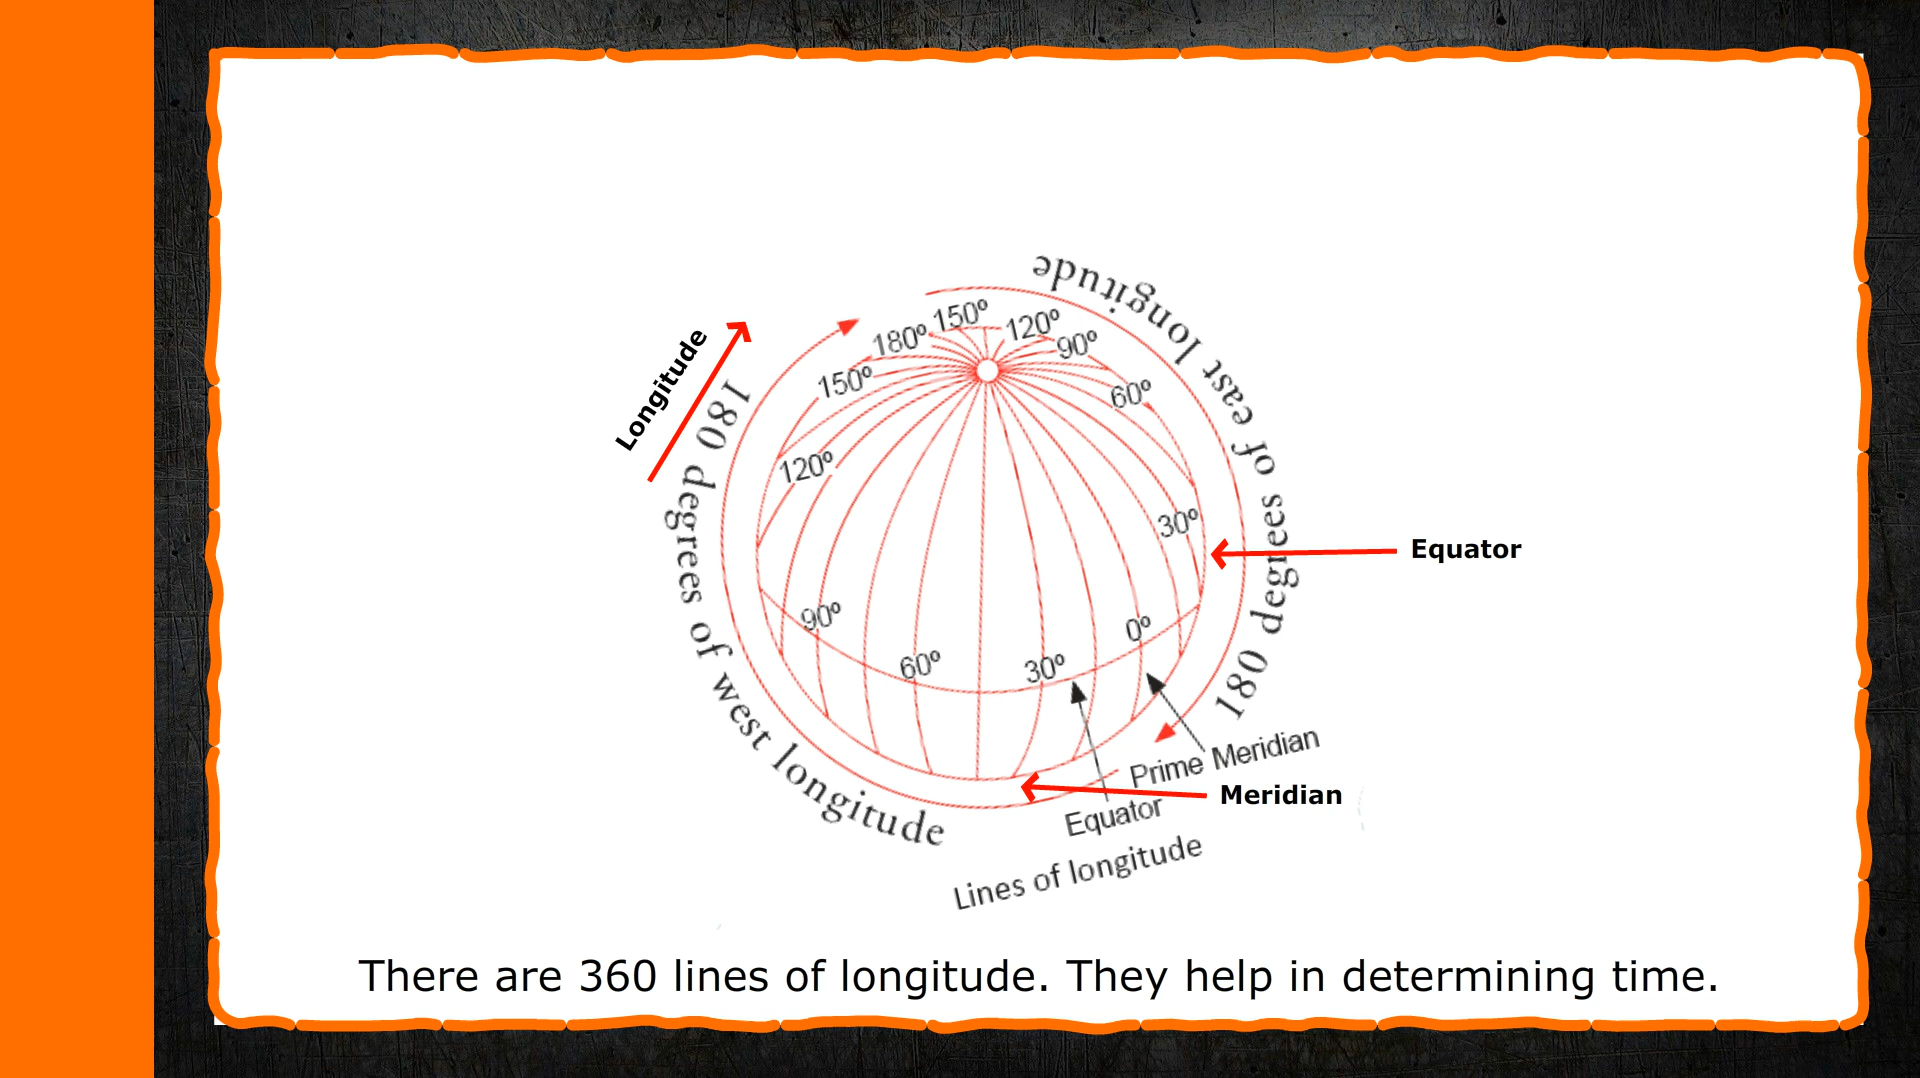 180 degrees of east longitude
150º
120º
180º
90º
150º
60º
Longitude
120º
30º
Equator
90º
0º
60º
30º
180 degrees of west longitude
Prime Meridian
Meridian
Equator
Lines of longitude
There are 360 lines of longitude. They help in determining time.